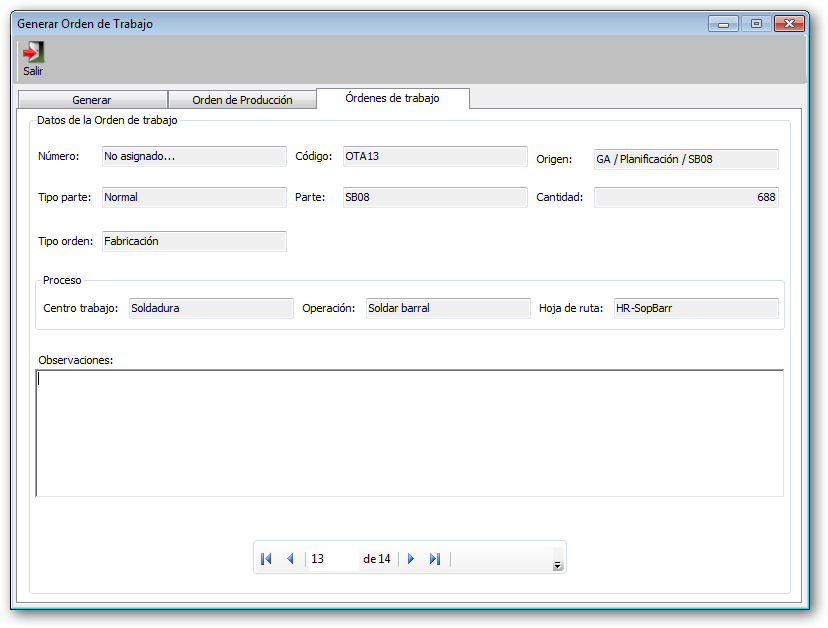 Generar Orden de Trabajo
Salir
Generar Orden de Producción Órdenes de trabajo
Datos de la Orden de trabajo
Número: No asignado... Código: OTA13 Origen: GA / Planificación / SB08
Tipo parte: Normal Parte: SB08 Cantidad: 688
Tipo orden: Fabricación
Proceso
Centro trabajo: Soldadura Operación: Soldar barral Hoja de ruta: HR-SopBarr
Observaciones:
13 de 14